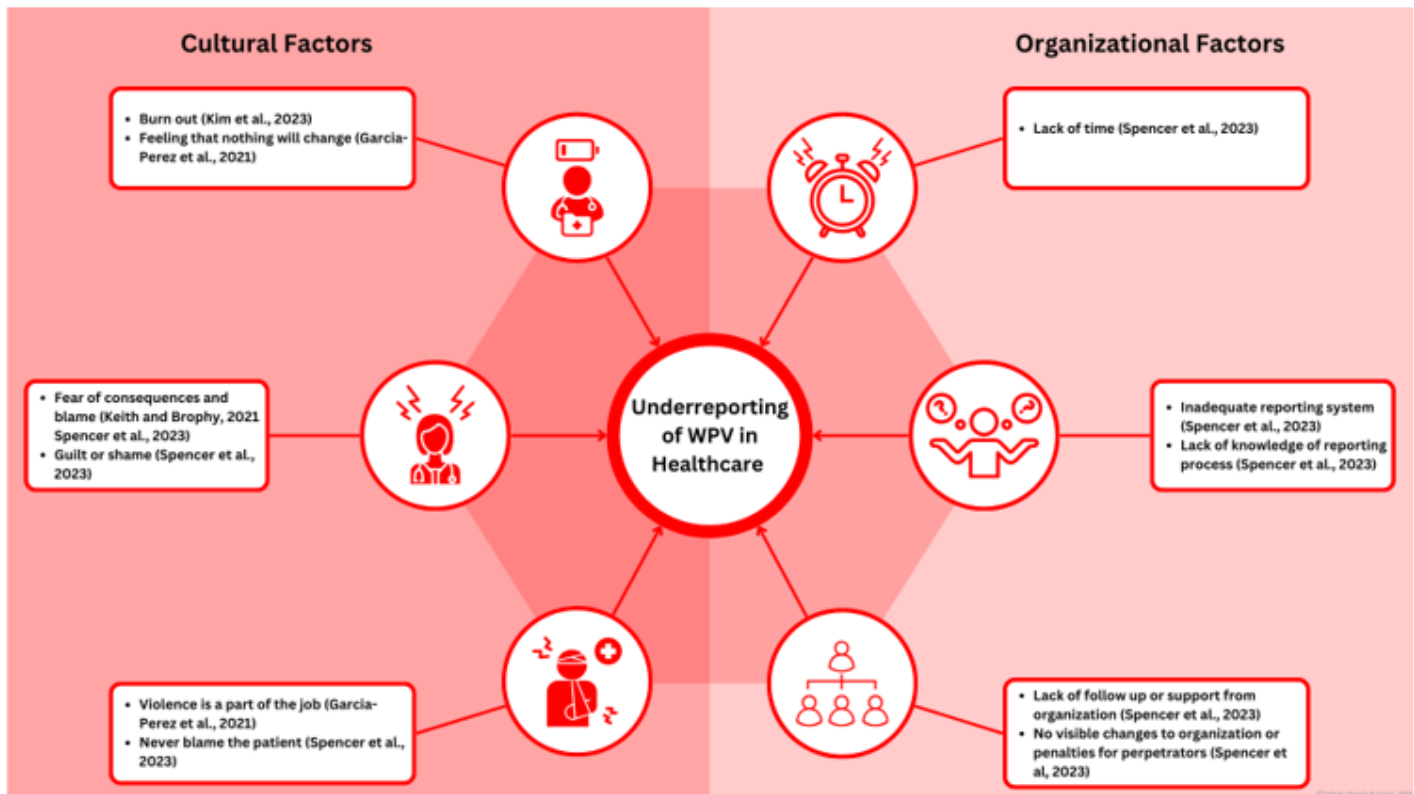 Cultural Factors
Organizational Factors
• Burn out (Kim et al., 2023)
• Feeling that nothing will change (Garcia-
Perez et al., 2021)
• Lack of time (Spencer et al., 2023)
• Fear of consequences and
blame (Keith and Brophy, 2021
Spencer et al., 2023)
• Guilt or shame (Spencer et al.,
2023)
Underreporting
of WPV in
Healthcare
• Inadequate reporting system
(Spencer et al., 2023)
• Lack of knowledge of reporting
process (Spencer et al., 2023)
• Violence is a part of the job (Garcia-
Perez et al., 2021)
• Never blame the patient (Spencer et al.,
2023)
• Lack of follow up or support from
organization (Spencer et al., 2023)
• No visible changes to organization or
penalties for perpetrators (Spencer et
al, 2023)